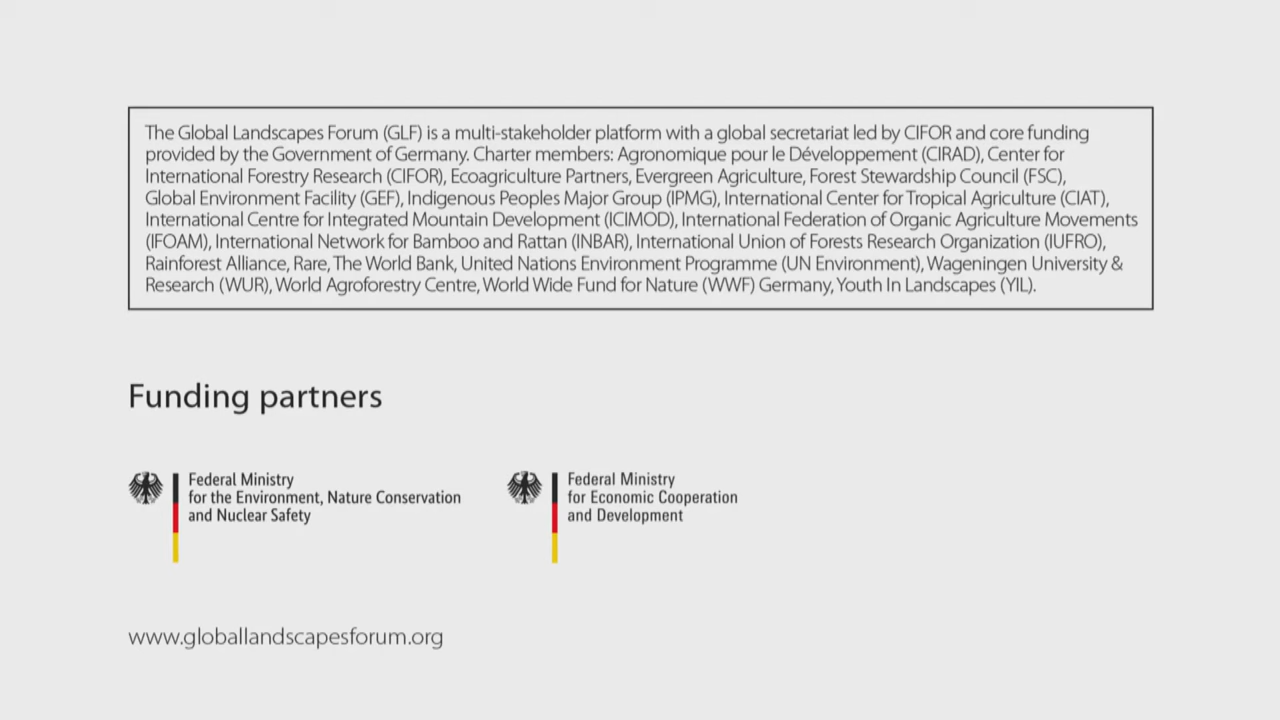 The Global Landscapes Forum (GLF) is a multi-stakeholder platform with a global secretariat led by CIFOR and core funding
provided by the Government of Germany. Charter members: Agronomique pour le Développement (CIRAD), Center for
International Forestry Research (CIFOR), Ecoagriculture Partners, Evergreen Agriculture, Forest Stewardship Council (FSC),
Global Environment Facility (GEF), Indigenous Peoples Major Group (IPMG), International Center for Tropical Agriculture (CIAT),
International Centre for Integrated Mountain Development (ICIMOD), International Federation of Organic Agriculture Movements
(IFOAM), International Network for Bamboo and Rattan (INBAR), International Union of Forests Research Organization (IUFRO),
Rainforest Alliance, Rare, The World Bank, United Nations Environment Programme (UN Environment), Wageningen University &
Research (WUR), World Agroforestry Centre, World Wide Fund for Nature (WWF) Germany, Youth In Landscapes (YIL).
Funding partners
Federal Ministry
for the Environment, Nature Conservation
and Nuclear Safety
Federal Ministry
for Economic Cooperation
and Development
www.globallandscapesforum.org